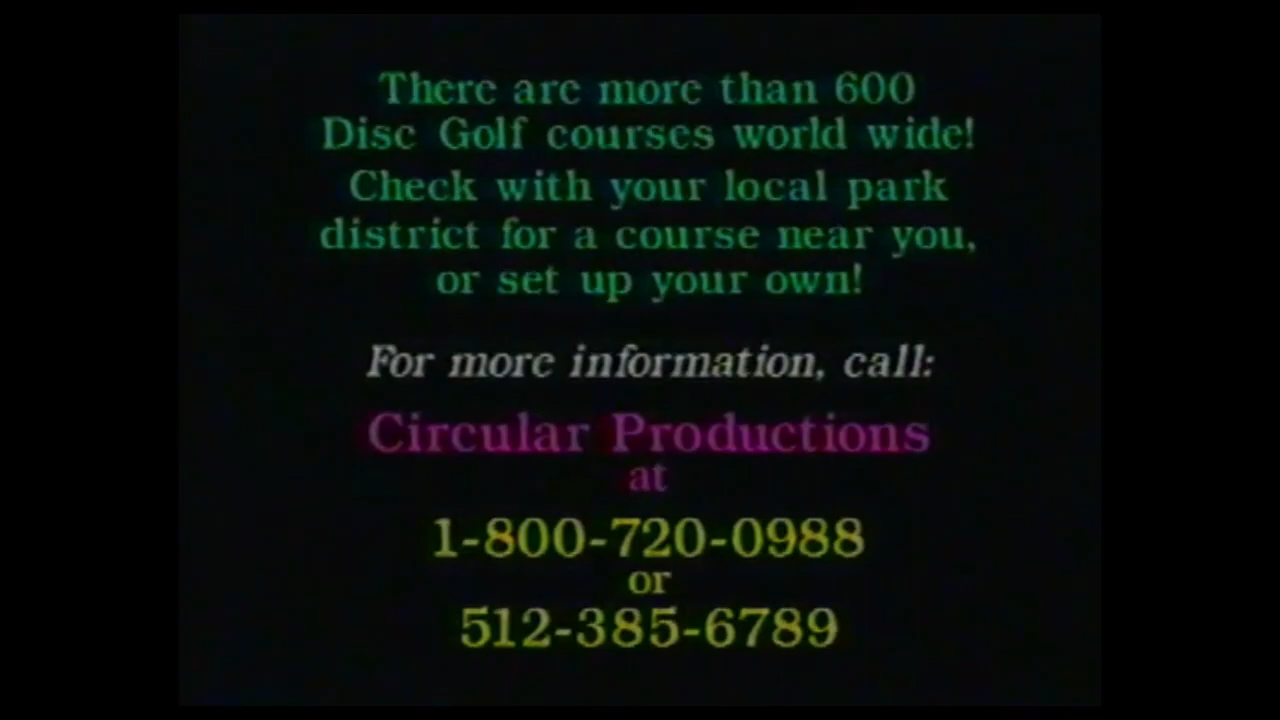 There are more than 600
Disc Golf courses world wide!
Check with your local park
district for a course near you,
or set up your own!
For more information, call:
Circular Productions
at
1-800-720-0988
or
512-385-6789